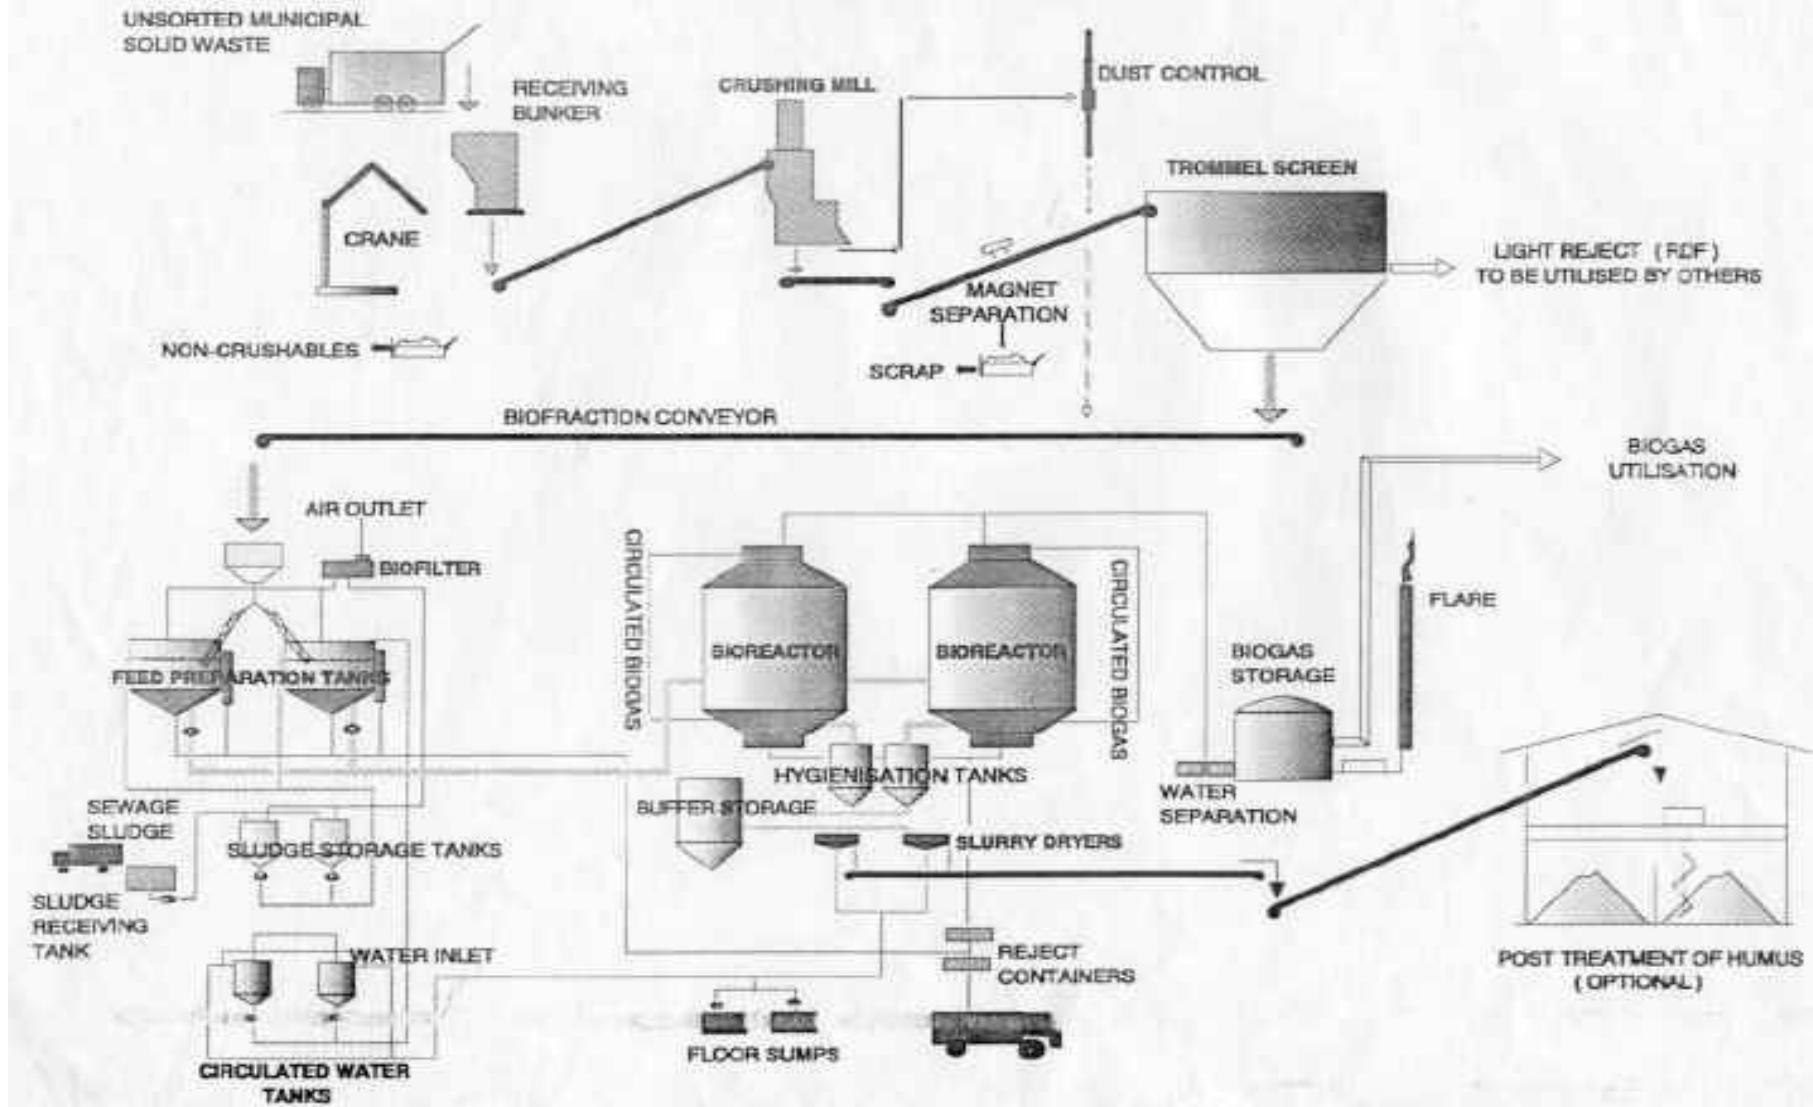 UNSORTED MUNICIPAL
SOLID WASTE
RECEIVING
BUNKER
CRUSHING MILL
DUST CONTROL
TROMMEL SCREEN
CRANE
LIGHT REJECT (RDF)
TO BE UTILISED BY OTHERS
MAGNET
SEPARATION
NON-CRUSHABLES
SCRAP
BIOFRACTION CONVEYOR
BIOGAS
UTILISATION
AIR OUTLET
BIOFILTER
CIRCULATED BIOGAS
CIRCULATED BIOGAS
FLARE
BIOREACTOR
BIOREACTOR
BIOGAS
STORAGE
FEED PREPARATION TANKS
HYGIENISATION TANKS
BUFFER STORAGE
WATER
SEPARATION
SEWAGE
SLUDGE
SLUDGE STORAGE TANKS
SLURRY DRYERS
SLUDGE
RECEIVING
TANK
WATER INLET
REJECT
CONTAINERS
POST TREATMENT OF HUMUS
(OPTIONAL)
FLOOR SUMPS
CIRCULATED WATER
TANKS